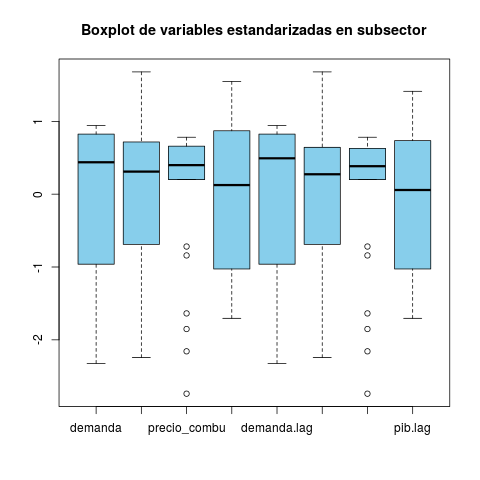 Boxplot de variables estandarizadas en subsector
1
0
-1
-2
demanda precio_combu demanda.lag pib.lag